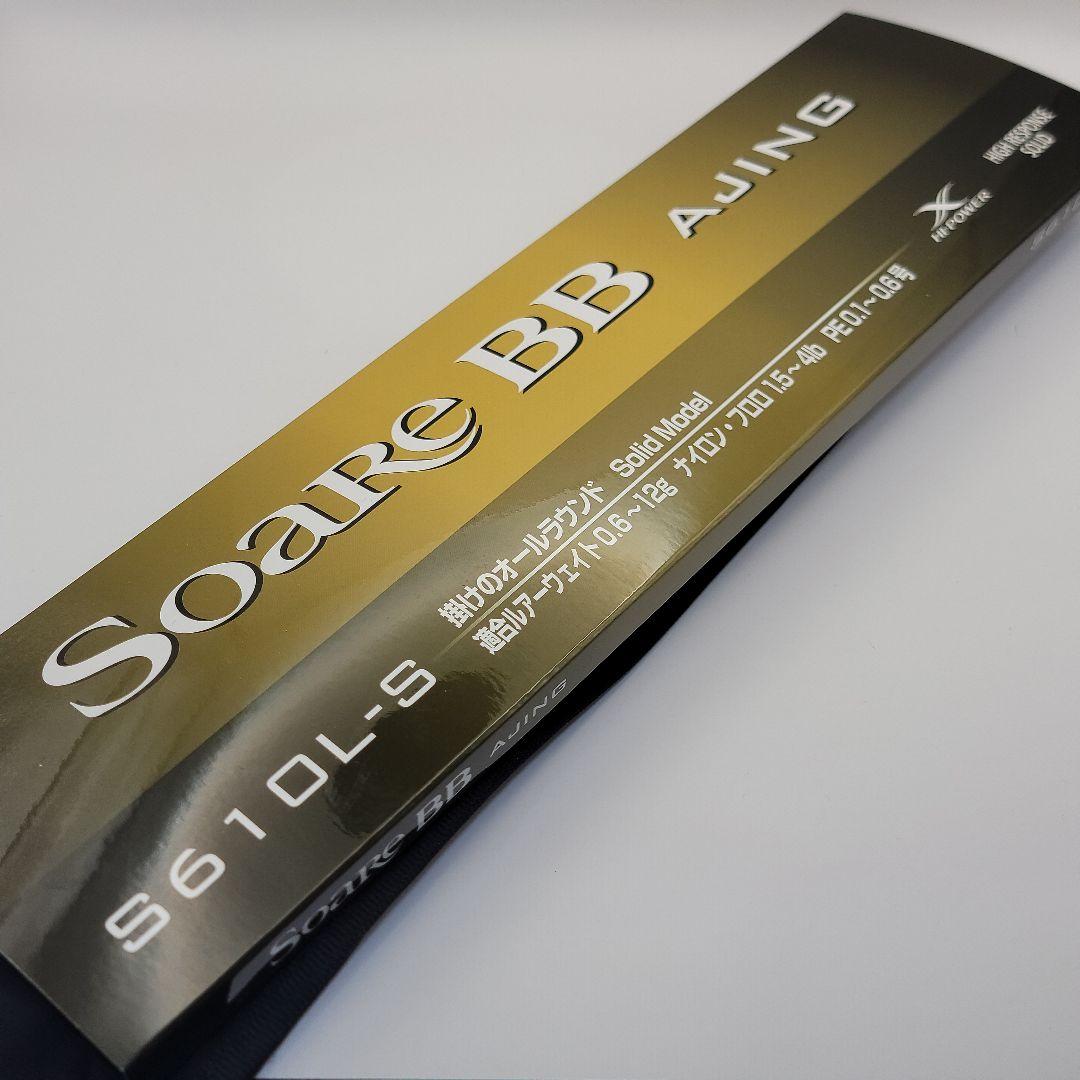 Soare BB AJING
S610L-S
掛けのオールラウンド Solid Model
適合ルアーウェイト0.6~12g ナイロン・フロロ1.5~4lb PE0.1~0.6号
X
HI-POWER
HIGH RESPONSE
SOLID
Soare BB AJING